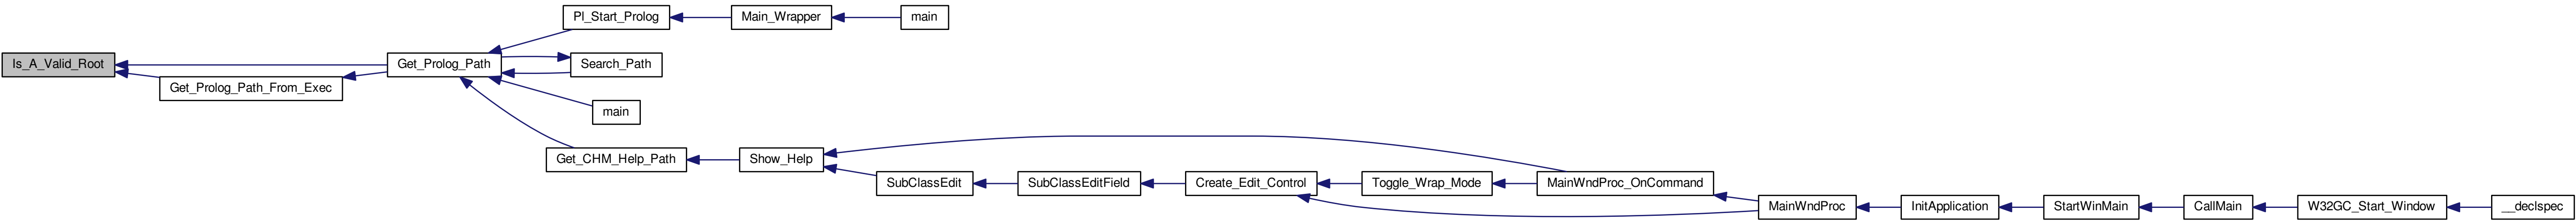 Is_A_Valid_Root
Get_Prolog_Path_From_Exec
Get_Prolog_Path
Pl_Start_Prolog
Main_Wrapper
main
Search_Path
main
Get_CHM_Help_Path
Show_Help
SubClassEdit
SubClassEditField
Create_Edit_Control
Toggle_Wrap_Mode
MainWndProc_OnCommand
MainWndProc
InitApplication
StartWinMain
CallMain
W32GC_Start_Window
__declspec